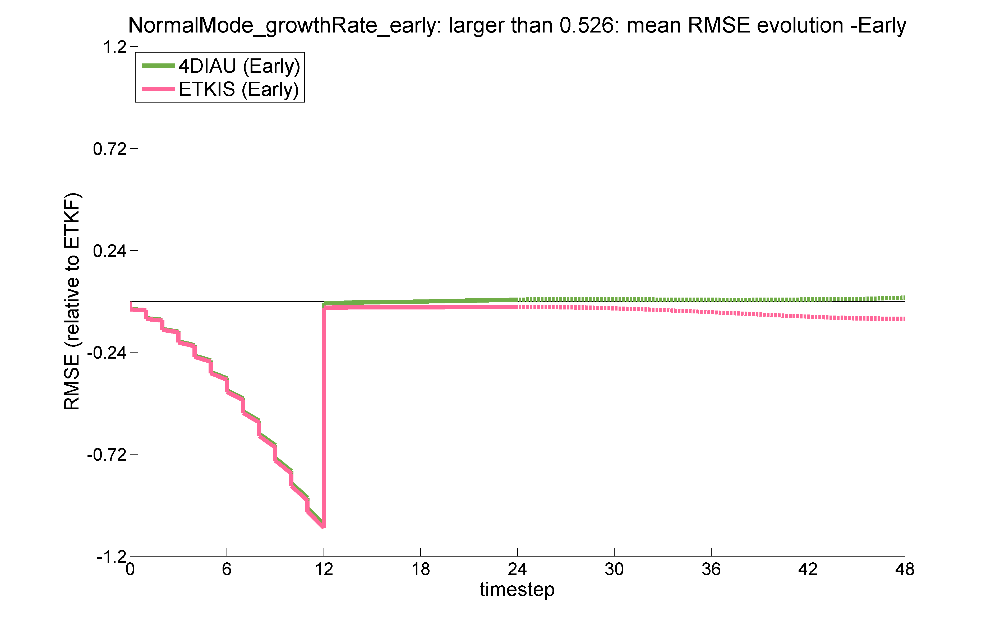 NormalMode_growthRate_early: larger than 0.526: mean RMSE evolution -Early
1.2
4DIAU (Early)
ETKIS (Early)
0.72
0.24
RMSE (relative to ETKF)
-0.24
-0.72
-1.2
0 6 12 18 24 30 36 42 48
timestep